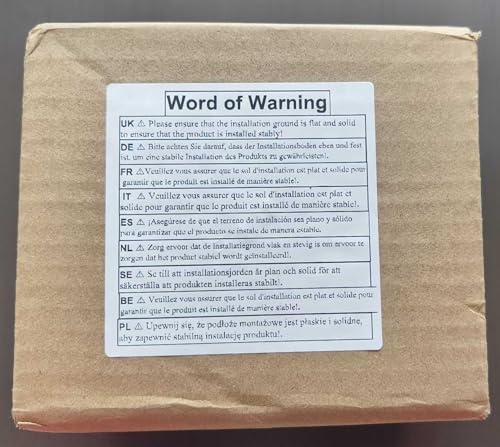 Word of Warning
UK ⚠ Please ensure that the installation ground is flat and solid
to ensure that the product is installed stably!
DE ⚠ Bitte achten Sie darauf, dass der Installationsboden eben und fest
ist, um eine stabile Installation des Produkts zu gewährleisten!.
FR ⚠Veuillez vous assurer que le sol d'installation est plat et solide pour
garantir que le produit est installé de manière stable!.
IT ⚠ Veuillez vous assurer que le sol d'installation est plat et
solide pour garantir que le produit est installé de manière stable!.
ES ⚠ ¡Asegúrese de que el terreno de instalación sea plano y sólido
para garantizar que el producto se instale de manera estable.
NL ⚠ Zorg ervoor dat de installatiegrond vlak en stevig is om ervoor te
zorgen dat het product stabiel wordt geïnstalleerd!.
SE ⚠ Se till att installationsjorden är plan och solid för att
säkerställa att produkten installeras stabilt!.
BE ⚠ Veuillez vous assurer que le sol d'installation est plat et solide pour
garantir que le produit est installé de manière stable!.
PL ⚠ Upewnij się, że podłoże montażowe jest płaskie i solidne,
aby zapewnić stabilną instalację produktu!.